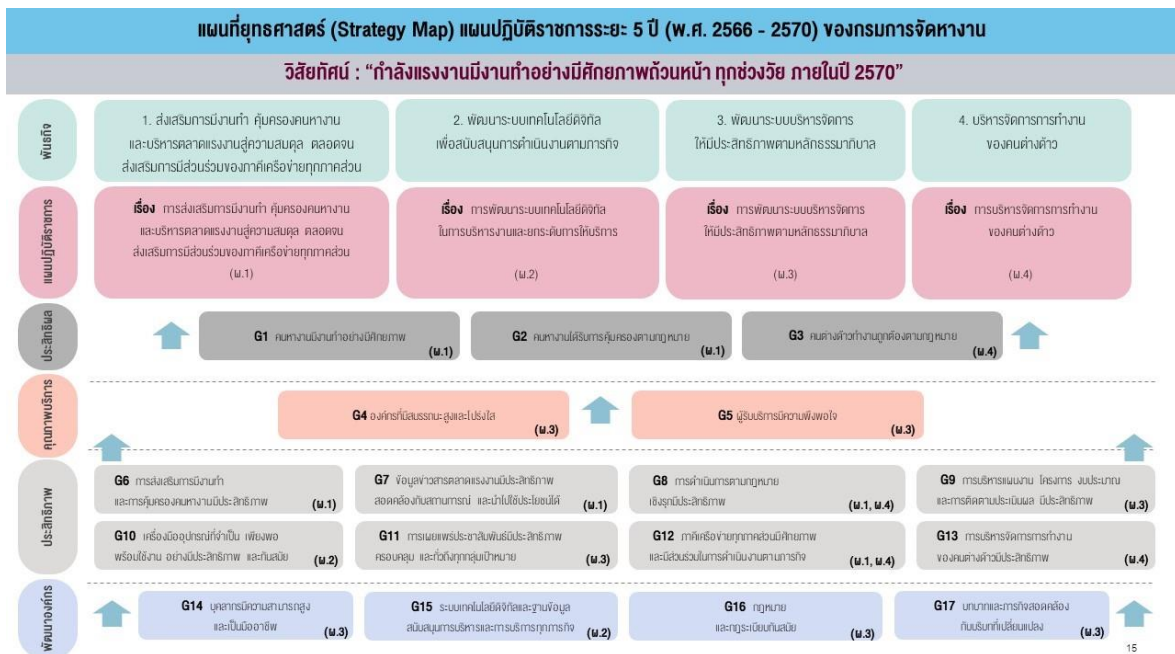 แผนที่ยุทธศาสตร์ (Strategy Map) แผนปฏิบัติราชการระยะ 5 ปี (พ.ศ. 2566 - 2570) ของกรมการจัดหางาน
วิสัยทัศน์ : “กำลังแรงงานมีงานทำอย่างมีศักยภาพถ้วนหน้า ทุกช่วงวัย ภายในปี 2570”
พันธกิจ
1. ส่งเสริมการมีงานทำ คุ้มครองคนหางาน
และบริหารตลาดแรงงานสู่ความสมดุล ตลอดจน
ส่งเสริมการมีส่วนร่วมของภาคีเครือข่ายทุกภาคส่วน
2. พัฒนาระบบเทคโนโลยีดิจิทัล
เพื่อสนับสนุนการดำเนินงานตามภารกิจ
3. พัฒนาระบบบริหารจัดการ
ให้มีประสิทธิภาพตามหลักธรรมาภิบาล
4. บริหารจัดการการทำงาน
ของคนต่างด้าว
แผนปฏิบัติราชการ
เรื่อง การส่งเสริมการมีงานทำ คุ้มครองคนหางาน
และบริหารตลาดแรงงานสู่ความสมดุล ตลอดจน
ส่งเสริมการมีส่วนร่วมของภาคีเครือข่ายทุกภาคส่วน
(ผ.1)
เรื่อง การพัฒนาระบบเทคโนโลยีดิจิทัล
ในการบริหารงานและยกระดับการให้บริการ
(ผ.2)
เรื่อง การพัฒนาระบบบริหารจัดการ
ให้มีประสิทธิภาพตามหลักธรรมาภิบาล
(ผ.3)
เรื่อง การบริหารจัดการการทำงาน
ของคนต่างด้าว
(ผ.4)
ประสิทธิผล
G1 คนหางานมีงานทำอย่างมีศักยภาพ
(ผ.1)
G2 คนหางานได้รับการคุ้มครองตามกฎหมาย
(ผ.1)
G3 คนต่างด้าวทำงานถูกต้องตามกฎหมาย
(ผ.4)
คุณภาพบริการ
G4 องค์กรที่มีสมรรถนะสูงและโปร่งใส
(ผ.3)
G5 ผู้รับบริการมีความพึงพอใจ
(ผ.3)
ประสิทธิภาพ
G6 การส่งเสริมการมีงานทำ
และการคุ้มครองคนหางานมีประสิทธิภาพ (ผ.1)
G7 ข้อมูลข่าวสารตลาดแรงงานมีประสิทธิภาพ
สอดคล้องกับสถานการณ์ และนำไปใช้ประโยชน์ได้ (ผ.1)
G8 การดำเนินการตามกฎหมาย
เชิงรุกมีประสิทธิภาพ (ผ.1, ผ.4)
G9 การบริหารแผนงาน โครงการ งบประมาณ
และการติดตามประเมินผล มีประสิทธิภาพ (ผ.3)
G10 เครื่องมืออุปกรณ์ที่จำเป็น เพียงพอ
พร้อมใช้งาน อย่างมีประสิทธิภาพ และทันสมัย (ผ.2)
G11 การเผยแพร่ประชาสัมพันธ์มีประสิทธิภาพ
ครอบคลุม และทั่วถึงทุกกลุ่มเป้าหมาย (ผ.3)
G12 ภาคีเครือข่ายทุกภาคส่วนมีศักยภาพ
และมีส่วนร่วมในการดำเนินงานตามภารกิจ (ผ.1, ผ.4)
G13 การบริหารจัดการการทำงาน
ของคนต่างด้าวมีประสิทธิภาพ (ผ.4)
พัฒนาองค์กร
G14 บุคลากรมีความสามารถสูง
และเป็นมืออาชีพ (ผ.3)
G15 ระบบเทคโนโลยีดิจิทัลและฐานข้อมูล
สนับสนุนการบริหารและการบริการทุกภารกิจ (ผ.2)
G16 กฎหมาย
และกฎระเบียบทันสมัย (ผ.3)
G17 บทบาทและภารกิจสอดคล้อง
กับบริบทที่เปลี่ยนแปลง (ผ.3)
15